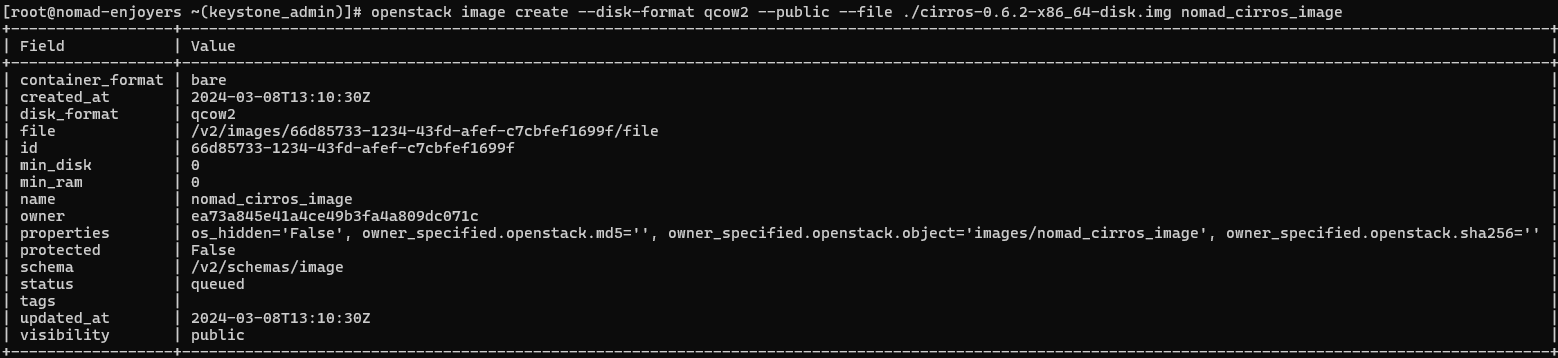 [root@nomad-enjoyers ~(keystone_admin)]# openstack image create --disk-format qcow2 --public --file ./cirros-0.6.2-x86_64-disk.img nomad_cirros_image
+------------------+------------------------------------------------------------------------------------------------------------------------------------------------+
| Field            | Value                                                                                                                                          |
+------------------+------------------------------------------------------------------------------------------------------------------------------------------------+
| container_format | bare                                                                                                                                           |
| created_at       | 2024-03-08T13:10:30Z                                                                                                                           |
| disk_format      | qcow2                                                                                                                                          |
| file             | /v2/images/66d85733-1234-43fd-afef-c7cbfef1699f/file                                                                                           |
| id               | 66d85733-1234-43fd-afef-c7cbfef1699f                                                                                                           |
| min_disk         | 0                                                                                                                                              |
| min_ram          | 0                                                                                                                                              |
| name             | nomad_cirros_image                                                                                                                             |
| owner            | ea73a845e41a4ce49b3fa4a809dc071c                                                                                                               |
| properties       | os_hidden='False', owner_specified.openstack.md5='', owner_specified.openstack.object='images/nomad_cirros_image', owner_specified.openstack.sha256='' |
| protected        | False                                                                                                                                          |
| schema           | /v2/schemas/image                                                                                                                              |
| status           | queued                                                                                                                                         |
| tags             |                                                                                                                                                |
| updated_at       | 2024-03-08T13:10:30Z                                                                                                                           |
| visibility       | public                                                                                                                                         |
+------------------+------------------------------------------------------------------------------------------------------------------------------------------------+